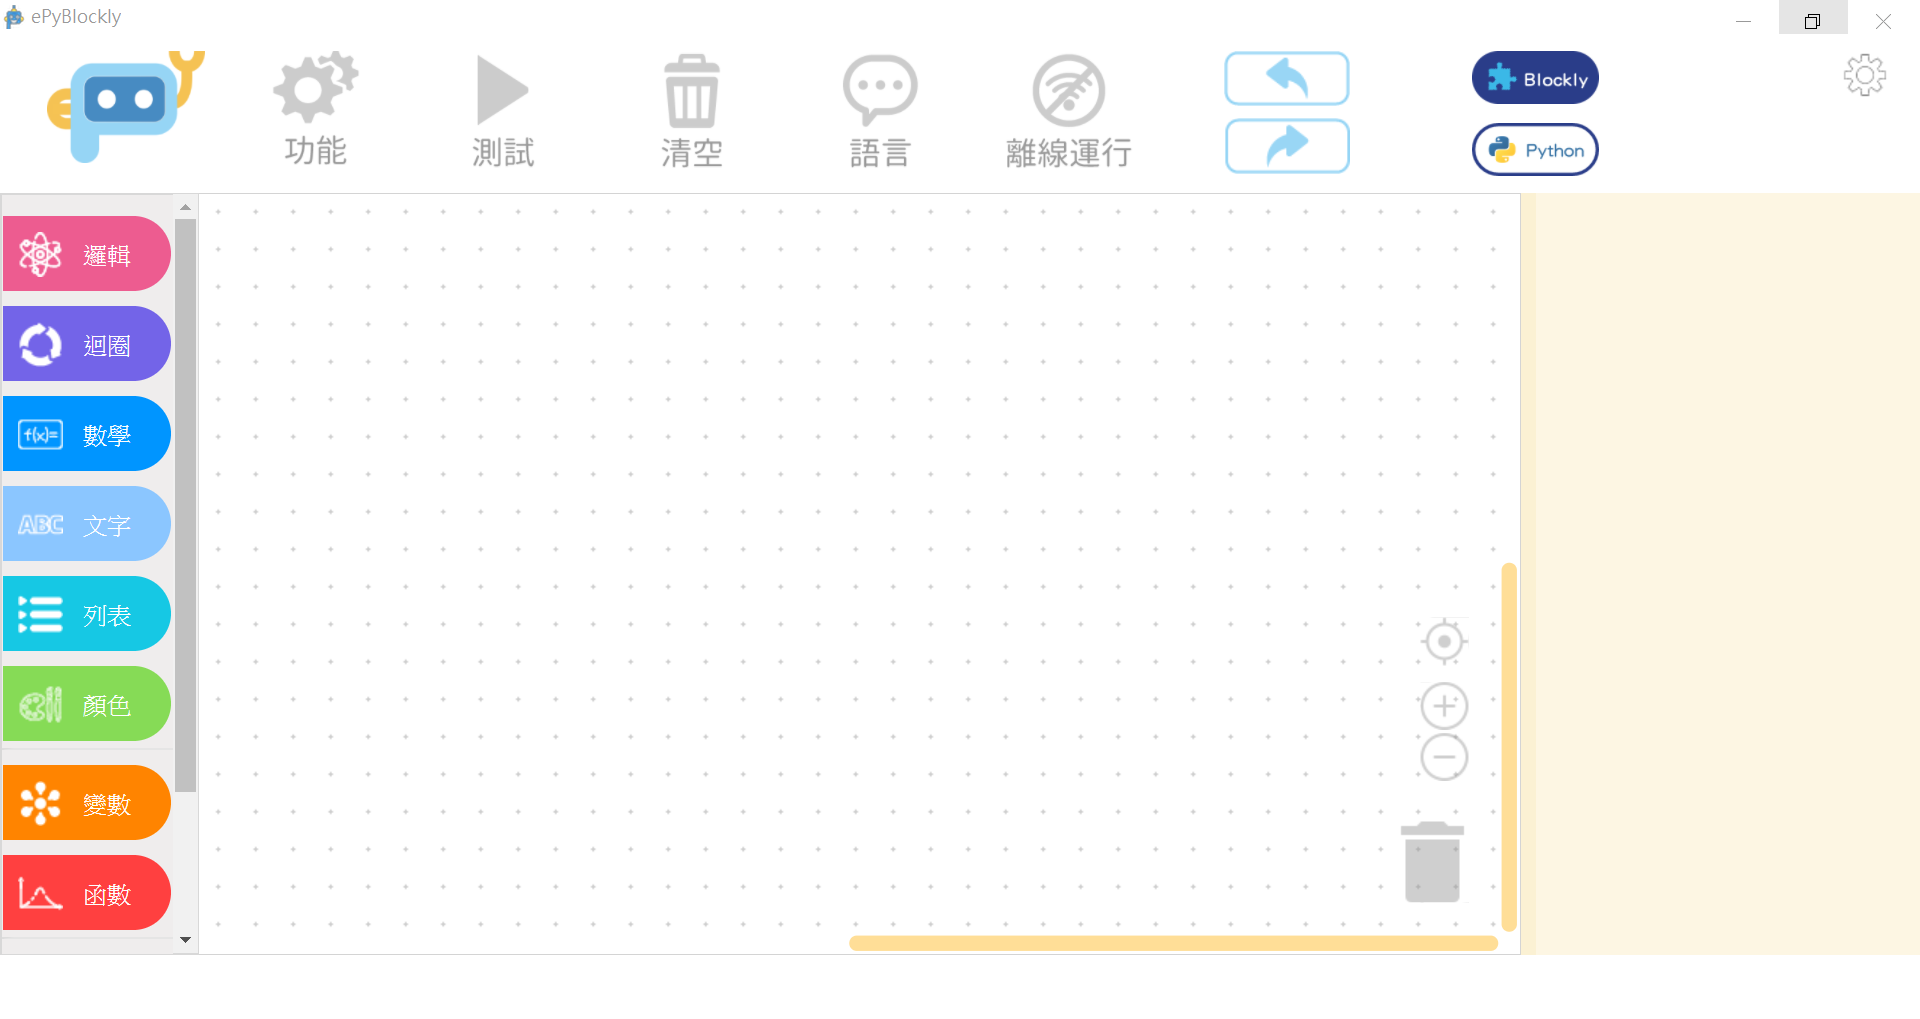 ePyBlockly
功能
測試
清空
語言
離線運行
Blockly
Python
邏輯
迴圈
f(x)=
數學
ABC
文字
列表
顏色
變數
函數